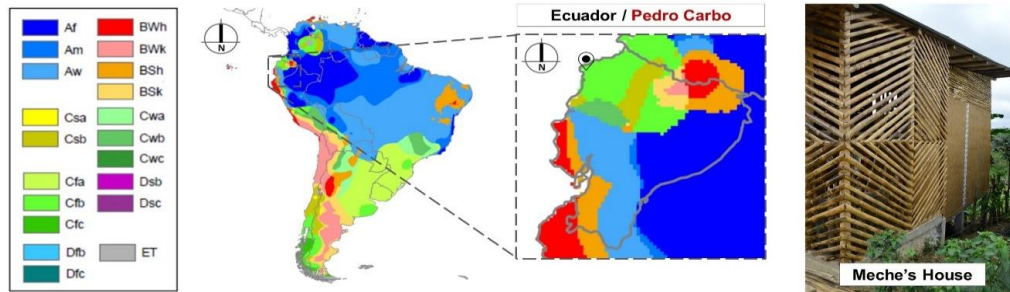 Af
Am
Aw
Csa
Csb
Cfa
Cfb
Cfc
Dfb
Dfc
BWh
BWk
BSh
BSk
Cwa
Cwb
Cwc
Dsb
Dsc
ET
N
Ecuador / Pedro Carbo
N
Meche's House